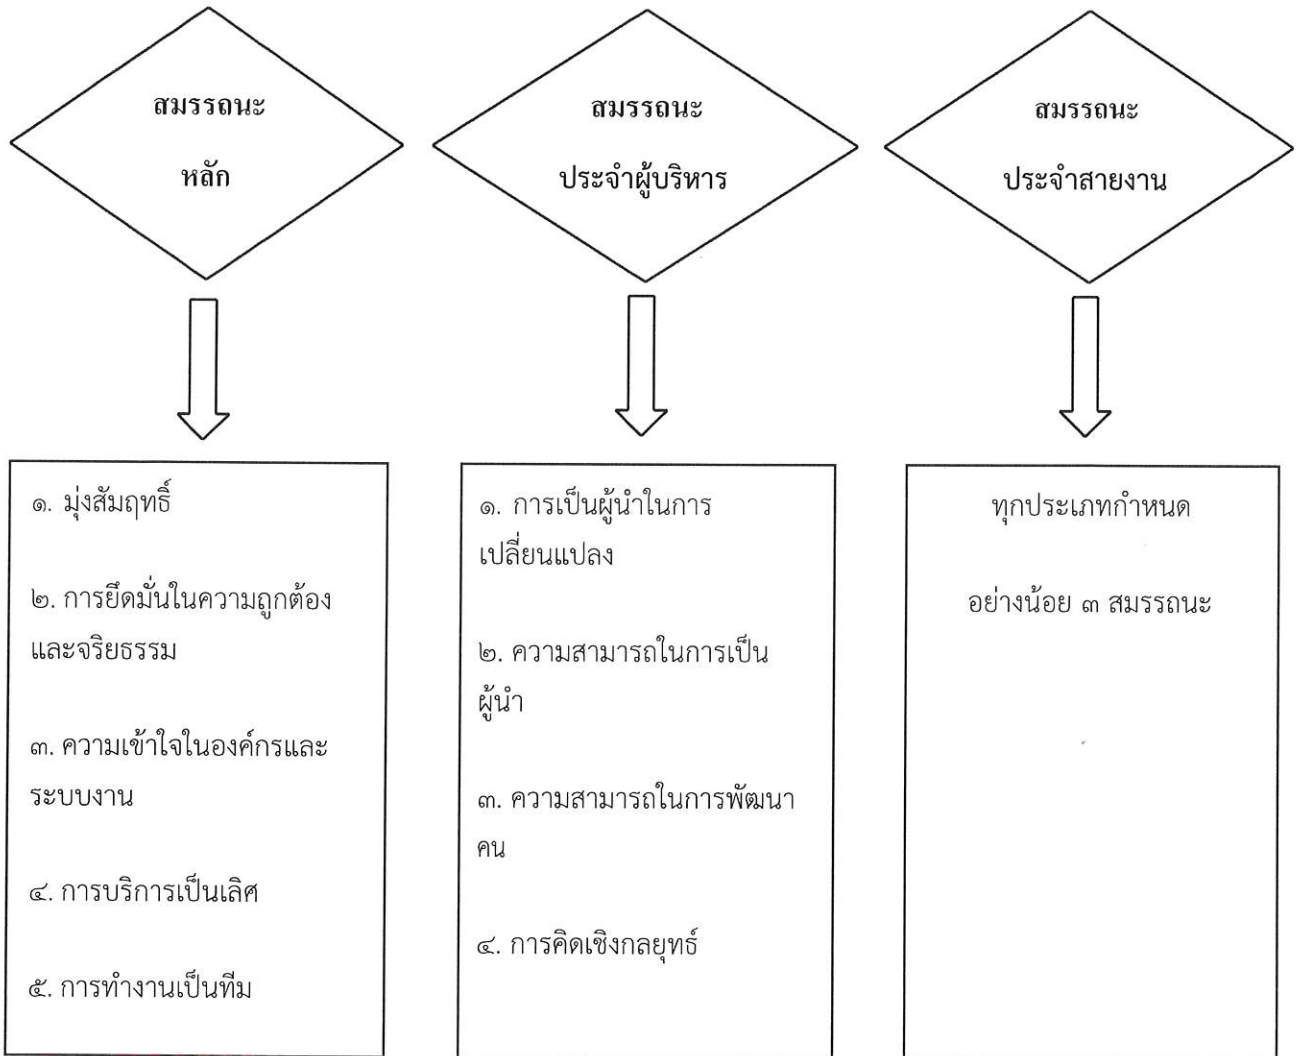 สมรรถนะ
หลัก
สมรรถนะ
ประจำผู้บริหาร
สมรรถนะ
ประจำสายงาน
๑. มุ่งสัมฤทธิ์
๒. การยึดมั่นในความถูกต้อง
และจริยธรรม
๓. ความเข้าใจในองค์กรและ
ระบบงาน
๔. การบริการเป็นเลิศ
๕. การทำงานเป็นทีม
๑. การเป็นผู้นำในการ
เปลี่ยนแปลง
๒. ความสามารถในการเป็น
ผู้นำ
๓. ความสามารถในการพัฒนา
คน
๔. การคิดเชิงกลยุทธ์
ทุกประเภทกำหนด
อย่างน้อย ๓ สมรรถนะ